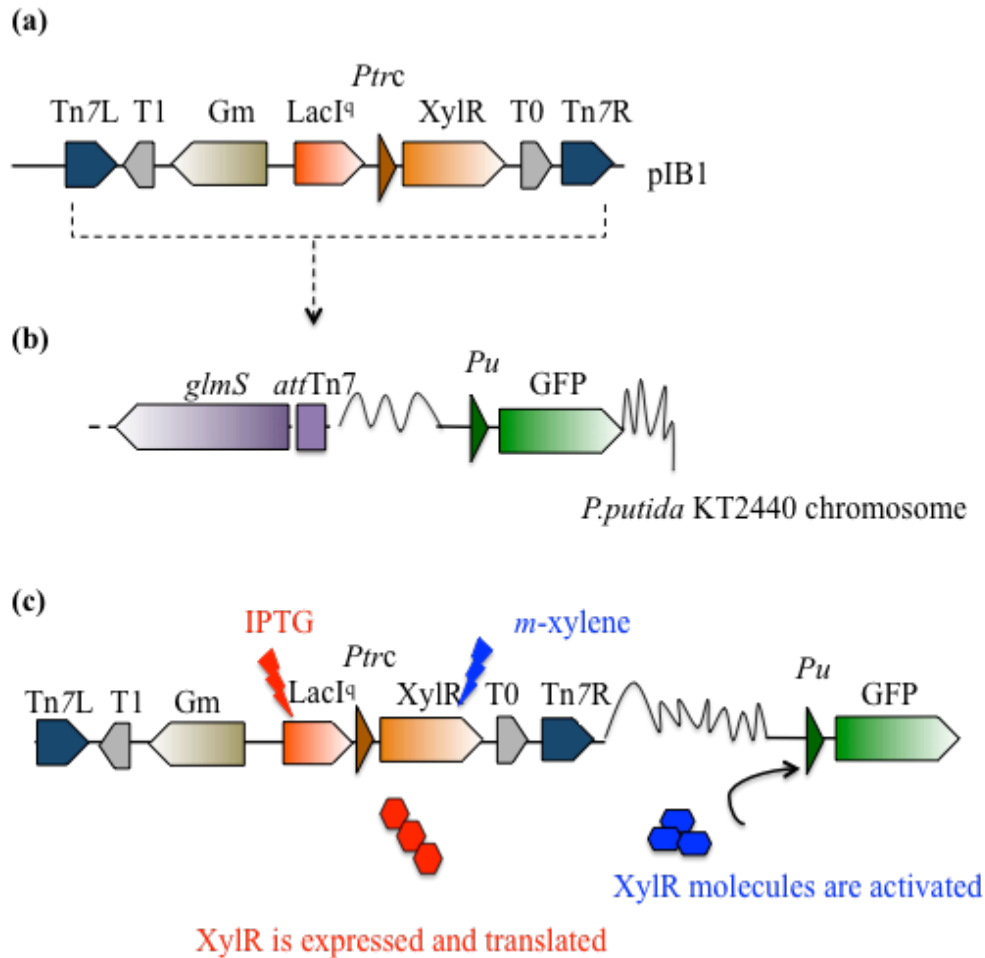 (a)
Ptrc
Tn7L T1 Gm LacIq XylR T0 Tn7R
pIB1
(b)
Pu
glmS attTn7 GFP
P.putida KT2440 chromosome
(c)
IPTG m-xylene
Ptrc Pu
Tn7L T1 Gm LacIq XylR T0 Tn7R GFP
XylR molecules are activated
XylR is expressed and translated